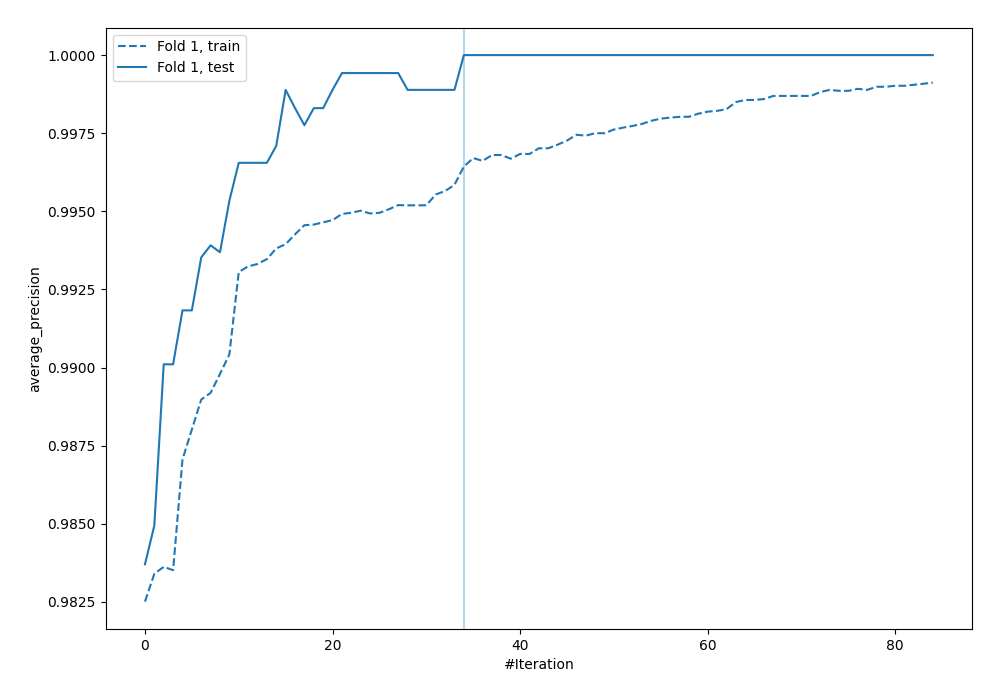 Fold 1, train
Fold 1, test
1.0000
0.9975
0.9950
0.9925
0.9900
0.9875
0.9850
0.9825
average_precision
0 20 40 60 80
#Iteration